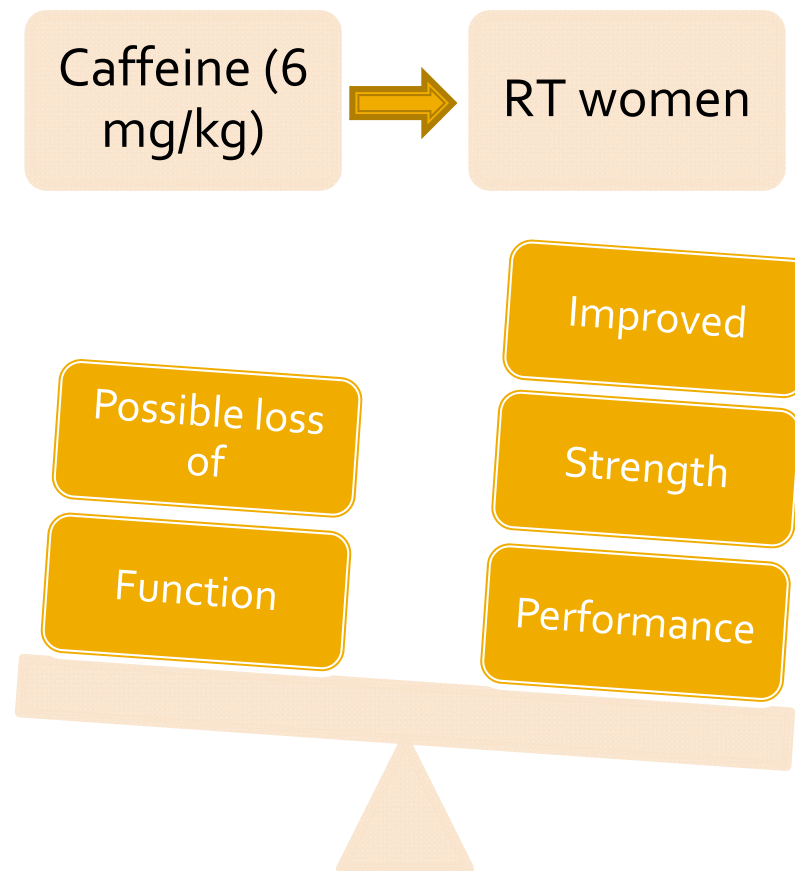 Caffeine (6
mg/kg)
RT women
Possible loss
of
Function
Improved
Strength
Performance